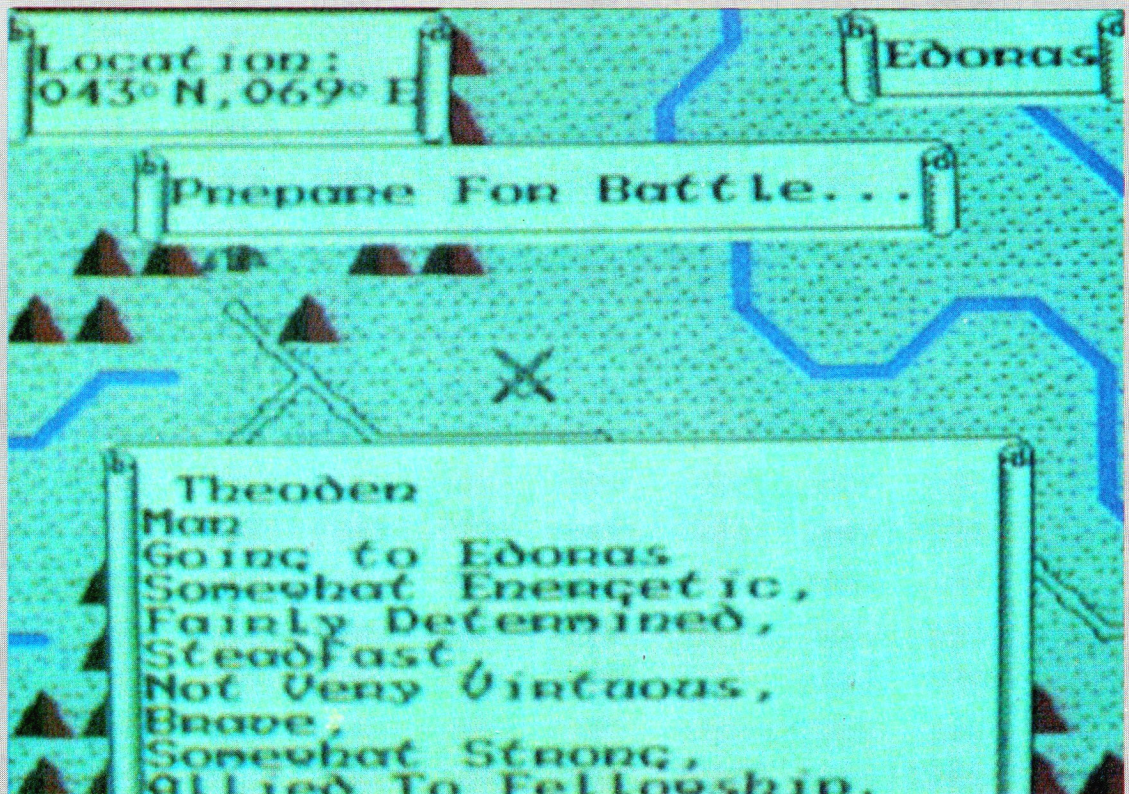 Location:
043° N, 069° E
Edoras
Prepare For Battle...
Theoden
Man
Going to Edoras
Somewhat Energetic,
Fairly Determined,
Steadfast,
Not Very Virtuous,
Brave,
Somewhat Strong,
Allied To Fellowship,